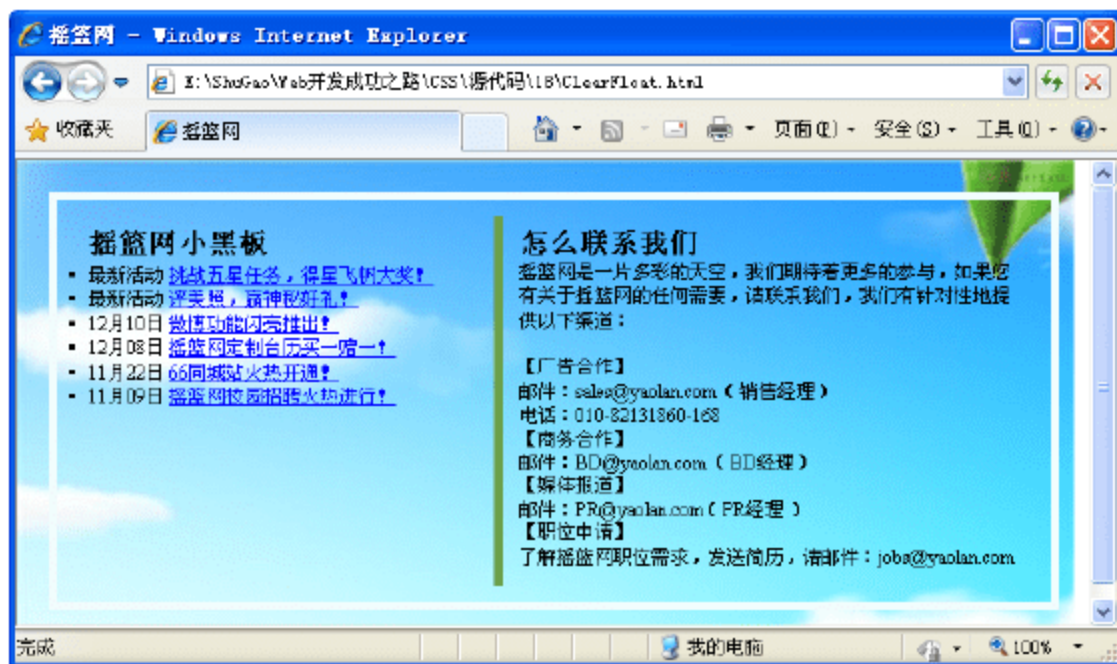 摇篮网 - Windows Internet Explorer
X:\ShuGao\Web开发成功之路\CSS\源代码\18\ClearFloat.html
收藏夹
摇篮网
页面(P)
安全(S)
工具(O)
摇篮网小黑板
最新活动 挑战五星任务,得星飞帆大奖!
最新活动 评美照,赢神秘好礼!
12月10日 微博功能闪亮推出!
12月08日 摇篮网定制台历买一赠一!
11月22日 66同城站火热开通!
11月09日 摇篮网校园招聘火热进行!
怎么联系我们
摇篮网是一片多彩的天空,我们期待着更多的参与,如果您
有关于摇篮网的任何需要,请联系我们,我们有针对性地提
供以下渠道:
【广告合作】
邮件:sales@yaolan.com(销售经理)
电话:010-82131860-168
【商务合作】
邮件:BD@yaolan.com(BD经理)
【媒体报道】
邮件:PR@yaolan.com(PR经理)
【职位申请】
了解摇篮网职位需求,发送简历,请邮件:jobs@yaolan.com
完成
我的电脑
100%